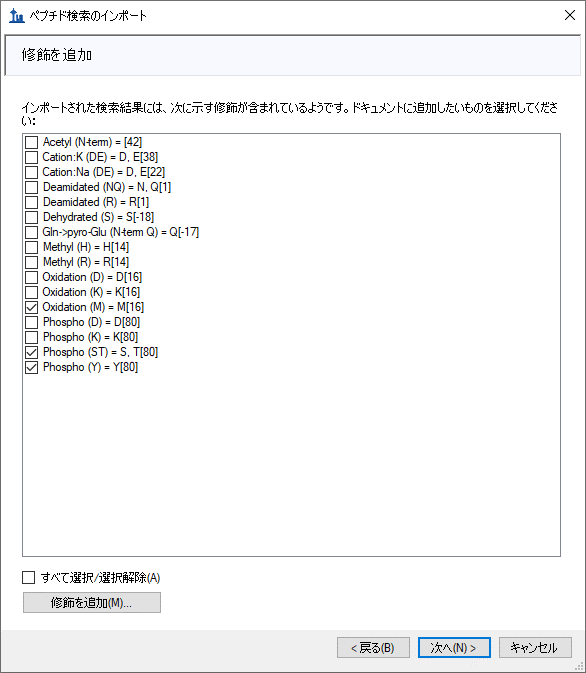 ペプチド検索のインポート
修飾を追加
インポートされた検索結果には、次に示す修飾が含まれているようです。ドキュメントに追加したいものを選択してくださ
い:
Acetyl (N-term) = [42]
Cation:K (DE) = D, E[38]
Cation:Na (DE) = D, E[22]
Deamidated (NQ) = N, Q[1]
Deamidated (R) = R[1]
Dehydrated (S) = S[-18]
Gln->pyro-Glu (N-term Q) = Q[-17]
Methyl (H) = H[14]
Methyl (R) = R[14]
Oxidation (D) = D[16]
Oxidation (K) = K[16]
Oxidation (M) = M[16]
Phospho (D) = D[80]
Phospho (K) = K[80]
Phospho (ST) = S, T[80]
Phospho (Y) = Y[80]
すべて選択/選択解除(A)
修飾を追加(M)...
< 戻る(B)
次へ(N) >
キャンセル